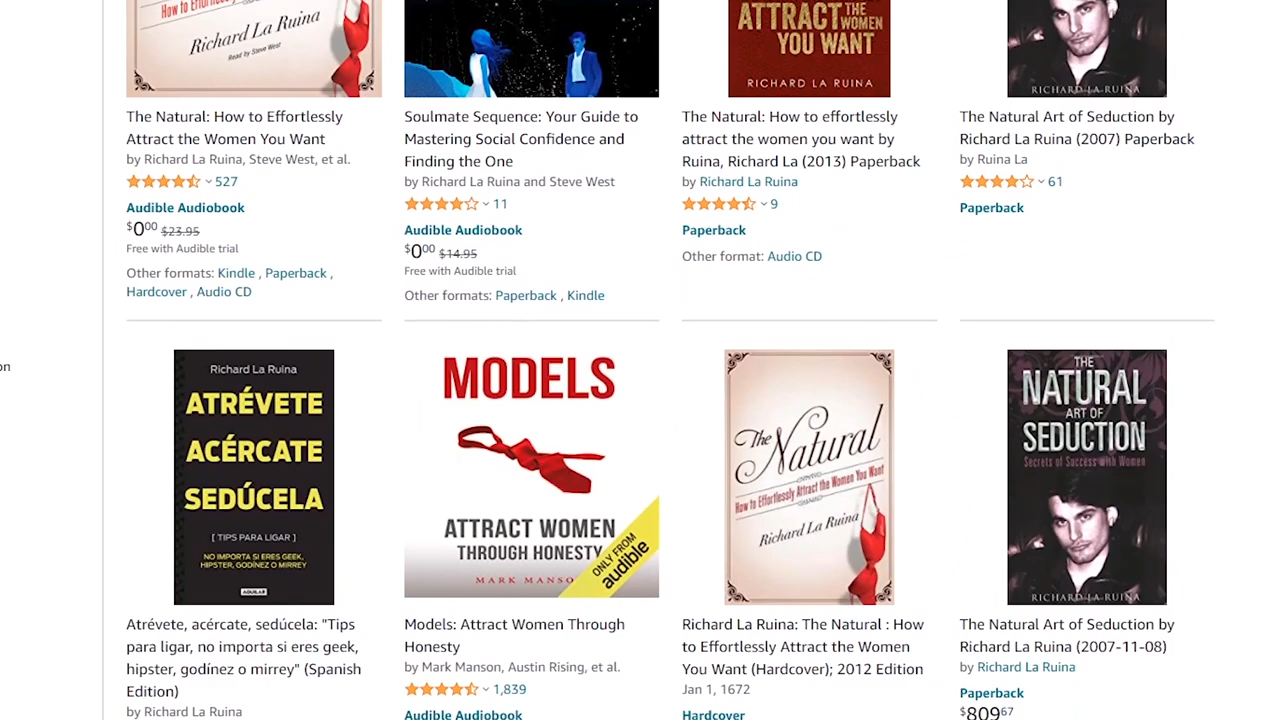 How to Effortlessly
Richard La Ruina
Read by Steve West
ATTRACT THE WOMEN
YOU WANT
RICHARD LA RUINA
RICHARD LA RUINA
The Natural: How to Effortlessly
Attract the Women You Want
by Richard La Ruina, Steve West, et al.
527
Audible Audiobook
$0.00 $23.95
Free with Audible trial
Other formats: Kindle , Paperback ,
Hardcover , Audio CD
Soulmate Sequence: Your Guide to
Mastering Social Confidence and
Finding the One
by Richard La Ruina and Steve West
11
Audible Audiobook
$0.00 $14.95
Free with Audible trial
Other formats: Paperback , Kindle
The Natural: How to effortlessly
attract the women you want by
Ruina, Richard La (2013) Paperback
by Richard La Ruina
9
Paperback
Other format: Audio CD
The Natural Art of Seduction by
Richard La Ruina (2007) Paperback
by Ruina La
61
Paperback
on
Richard La Ruina
ATRÉVETE
ACÉRCATE
SEDÚCELA
[ TIPS PARA LIGAR ]
NO IMPORTA SI ERES GEEK,
HIPSTER, GODÍNEZ O MIRREY
AGUILAR
Atrévete, acércate, sedúcela: "Tips
para ligar, no importa si eres geek,
hipster, godínez o mirrey" (Spanish
Edition)
by Richard La Ruina
MODELS
ATTRACT WOMEN
THROUGH HONESTY
MARK MANSO
ONLY FROM
audible
Models: Attract Women Through
Honesty
by Mark Manson, Austin Rising, et al.
1,839
Audible Audiobook
The Natural
How to Effortlessly Attract the Women You Want
Richard La Ruina
Richard La Ruina: The Natural : How
to Effortlessly Attract the Women
You Want (Hardcover); 2012 Edition
Jan 1, 1672
Hardcover
THE
NATURAL
ART OF
SEDUCTION
Secrets of Success with Women
RICHARD LA RUINA
The Natural Art of Seduction by
Richard La Ruina (2007-11-08)
by Richard La Ruina
Paperback
$809.67